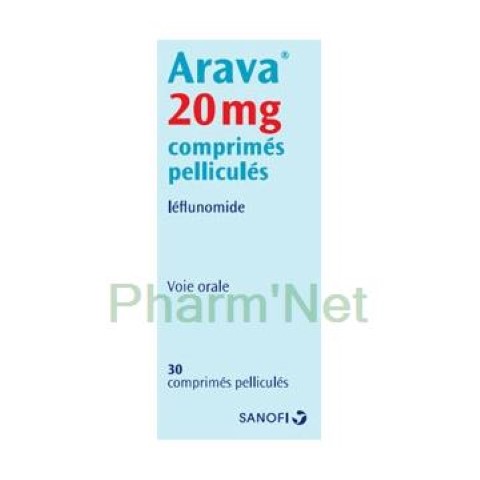 Arava®
20 mg
comprimés
pelliculés
léflunomide
Voie orale
Pharm'Net
30
comprimés pelliculés
SANOFI